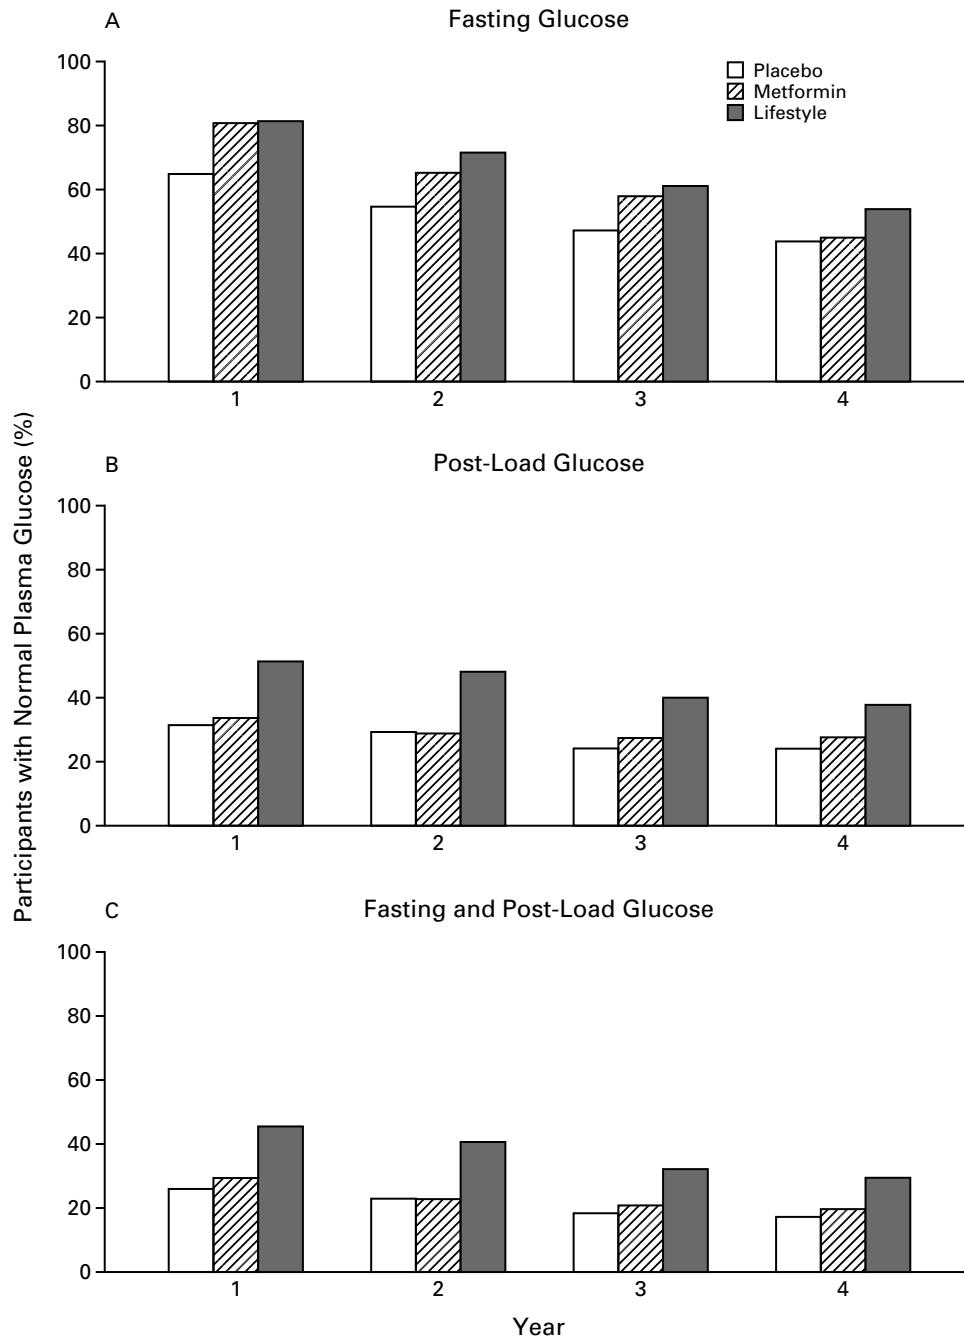 A
Fasting Glucose
100
80
60
40
20
0
Placebo
Metformin
Lifestyle
1 2 3 4
Participants with Normal Plasma Glucose (%)
B
Post-Load Glucose
100
80
60
40
20
0
1 2 3 4
C
Fasting and Post-Load Glucose
100
80
60
40
20
0
1 2 3 4
Year